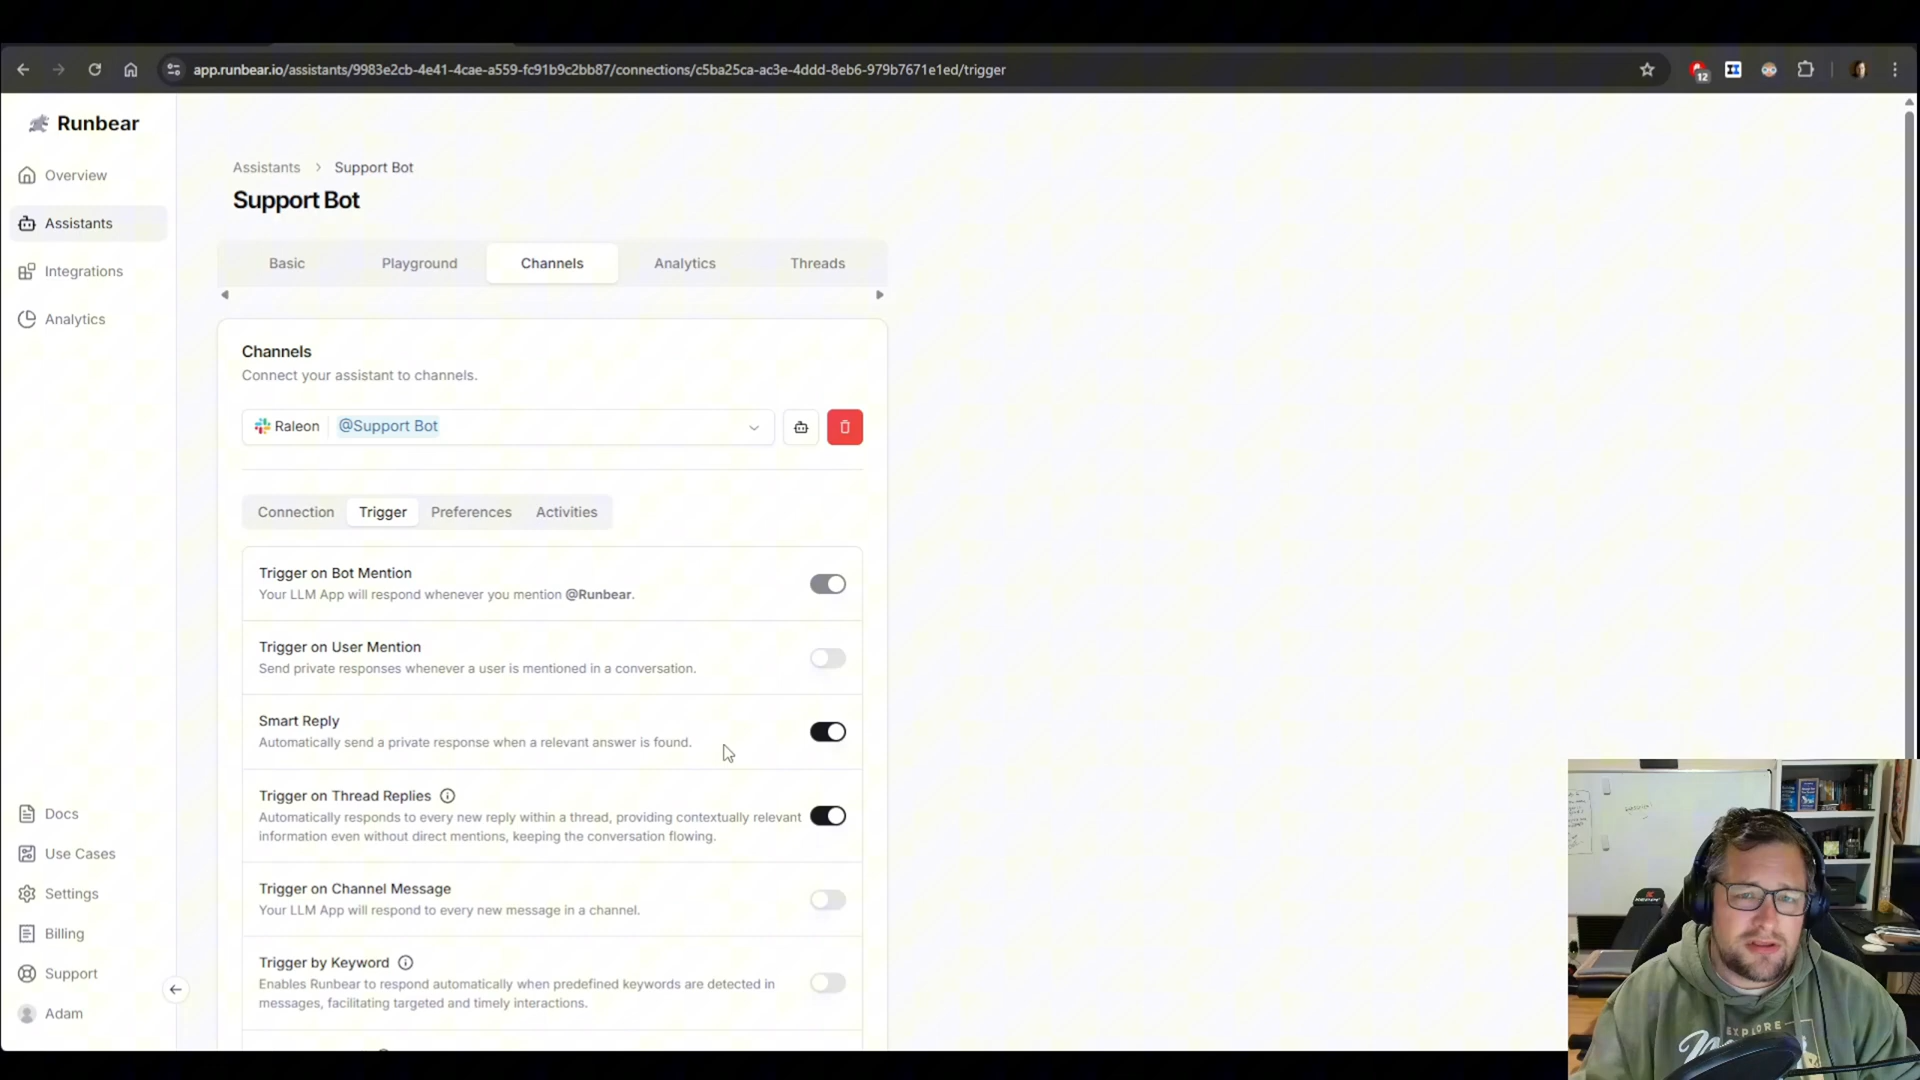 app.runbear.io/assistants/9983e2cb-4e41-4cae-a559-fc91b9c2bb87/connections/c5ba25ca-ac3e-4ddd-8eb6-979b7671e1ed/trigger
12
Runbear
Overview
Assistants
Integrations
Analytics
Docs
Use Cases
Settings
Billing
Support
Adam
Assistants > Support Bot
Support Bot
Basic
Playground
Channels
Analytics
Threads
Channels
Connect your assistant to channels.
Raleon
@Support Bot
Connection
Trigger
Preferences
Activities
Trigger on Bot Mention
Your LLM App will respond whenever you mention @Runbear.
Trigger on User Mention
Send private responses whenever a user is mentioned in a conversation.
Smart Reply
Automatically send a private response when a relevant answer is found.
Trigger on Thread Replies
Automatically responds to every new reply within a thread, providing contextually relevant
information even without direct mentions, keeping the conversation flowing.
Trigger on Channel Message
Your LLM App will respond to every new message in a channel.
Trigger by Keyword
Enables Runbear to respond automatically when predefined keywords are detected in
messages, facilitating targeted and timely interactions.
EXPLORE